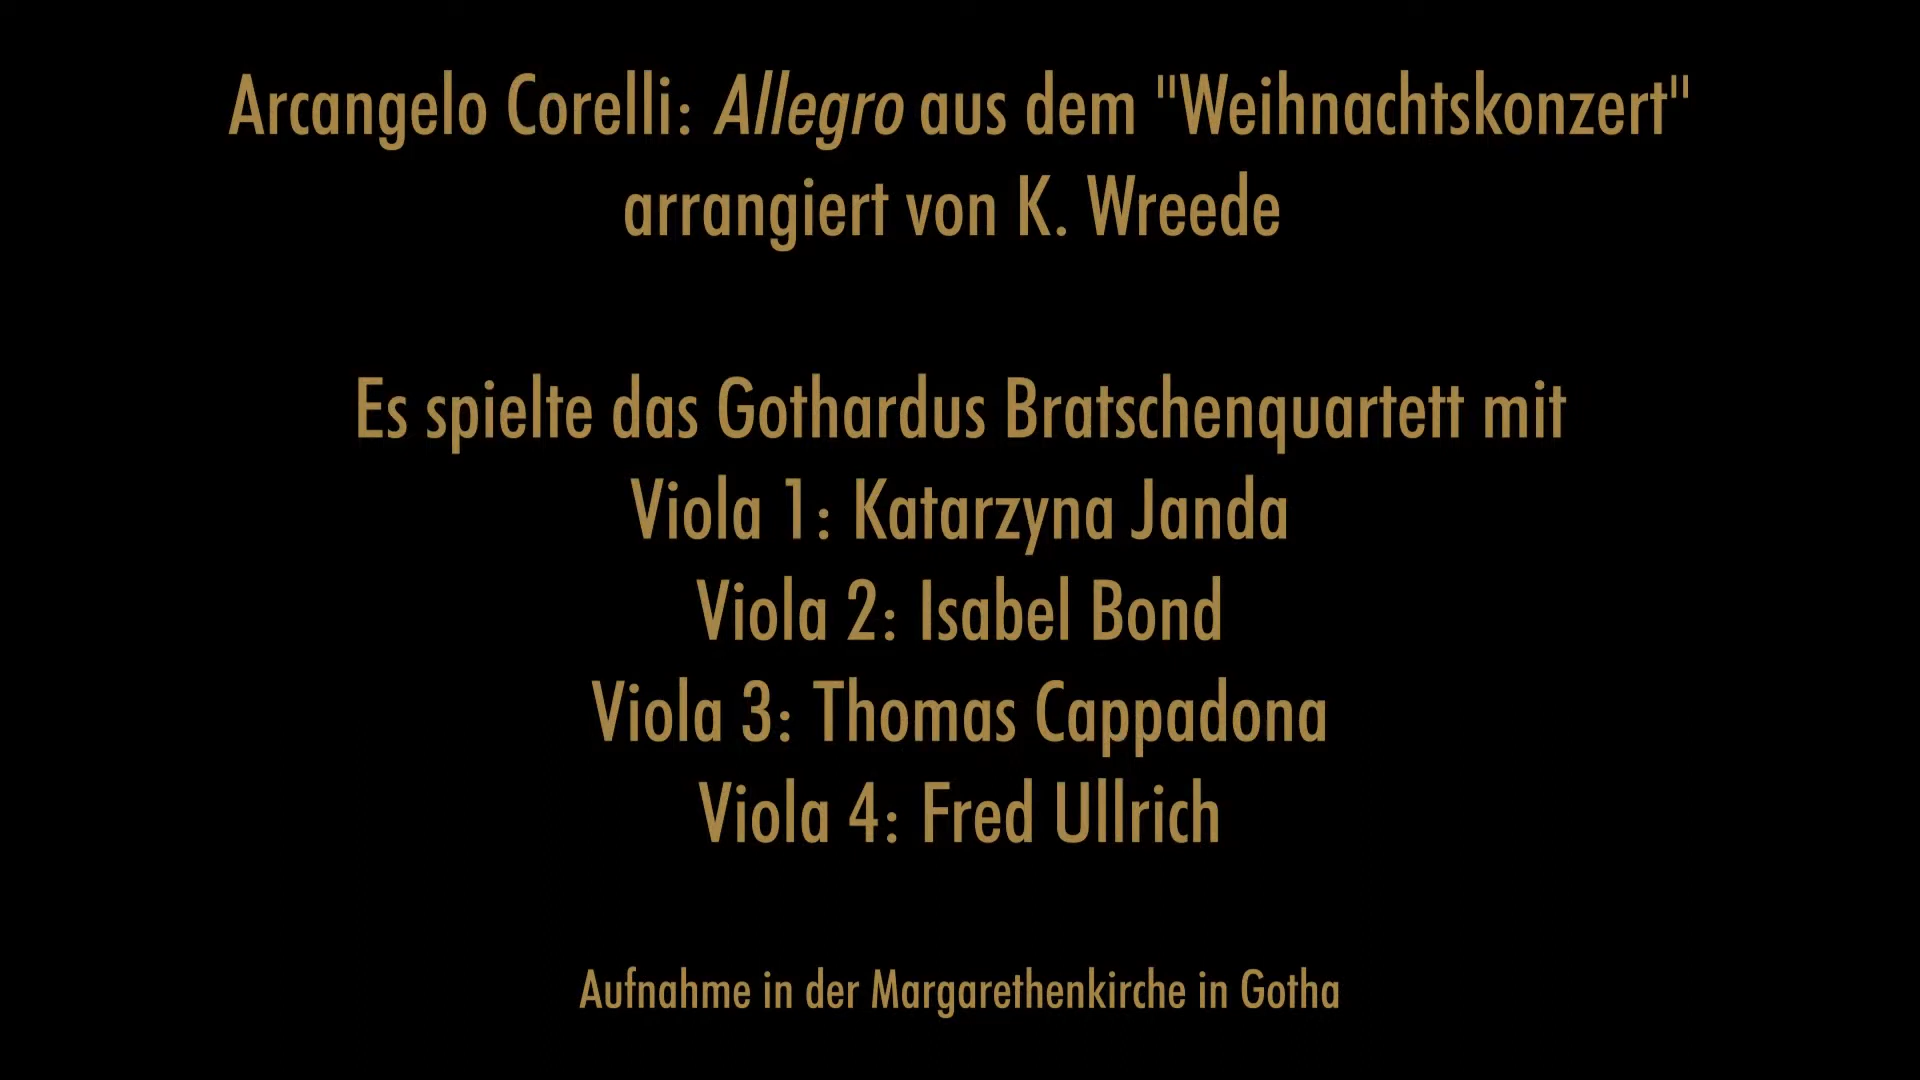 Arcangelo Corelli: Allegro aus dem "Weihnachtskonzert"
arrangiert von K. Wreede
Es spielte das Gothardus Bratschenquartett mit
Viola 1: Katarzyna Janda
Viola 2: Isabel Bond
Viola 3: Thomas Cappadona
Viola 4: Fred Ullrich
Aufnahme in der Margarethenkirche in Gotha